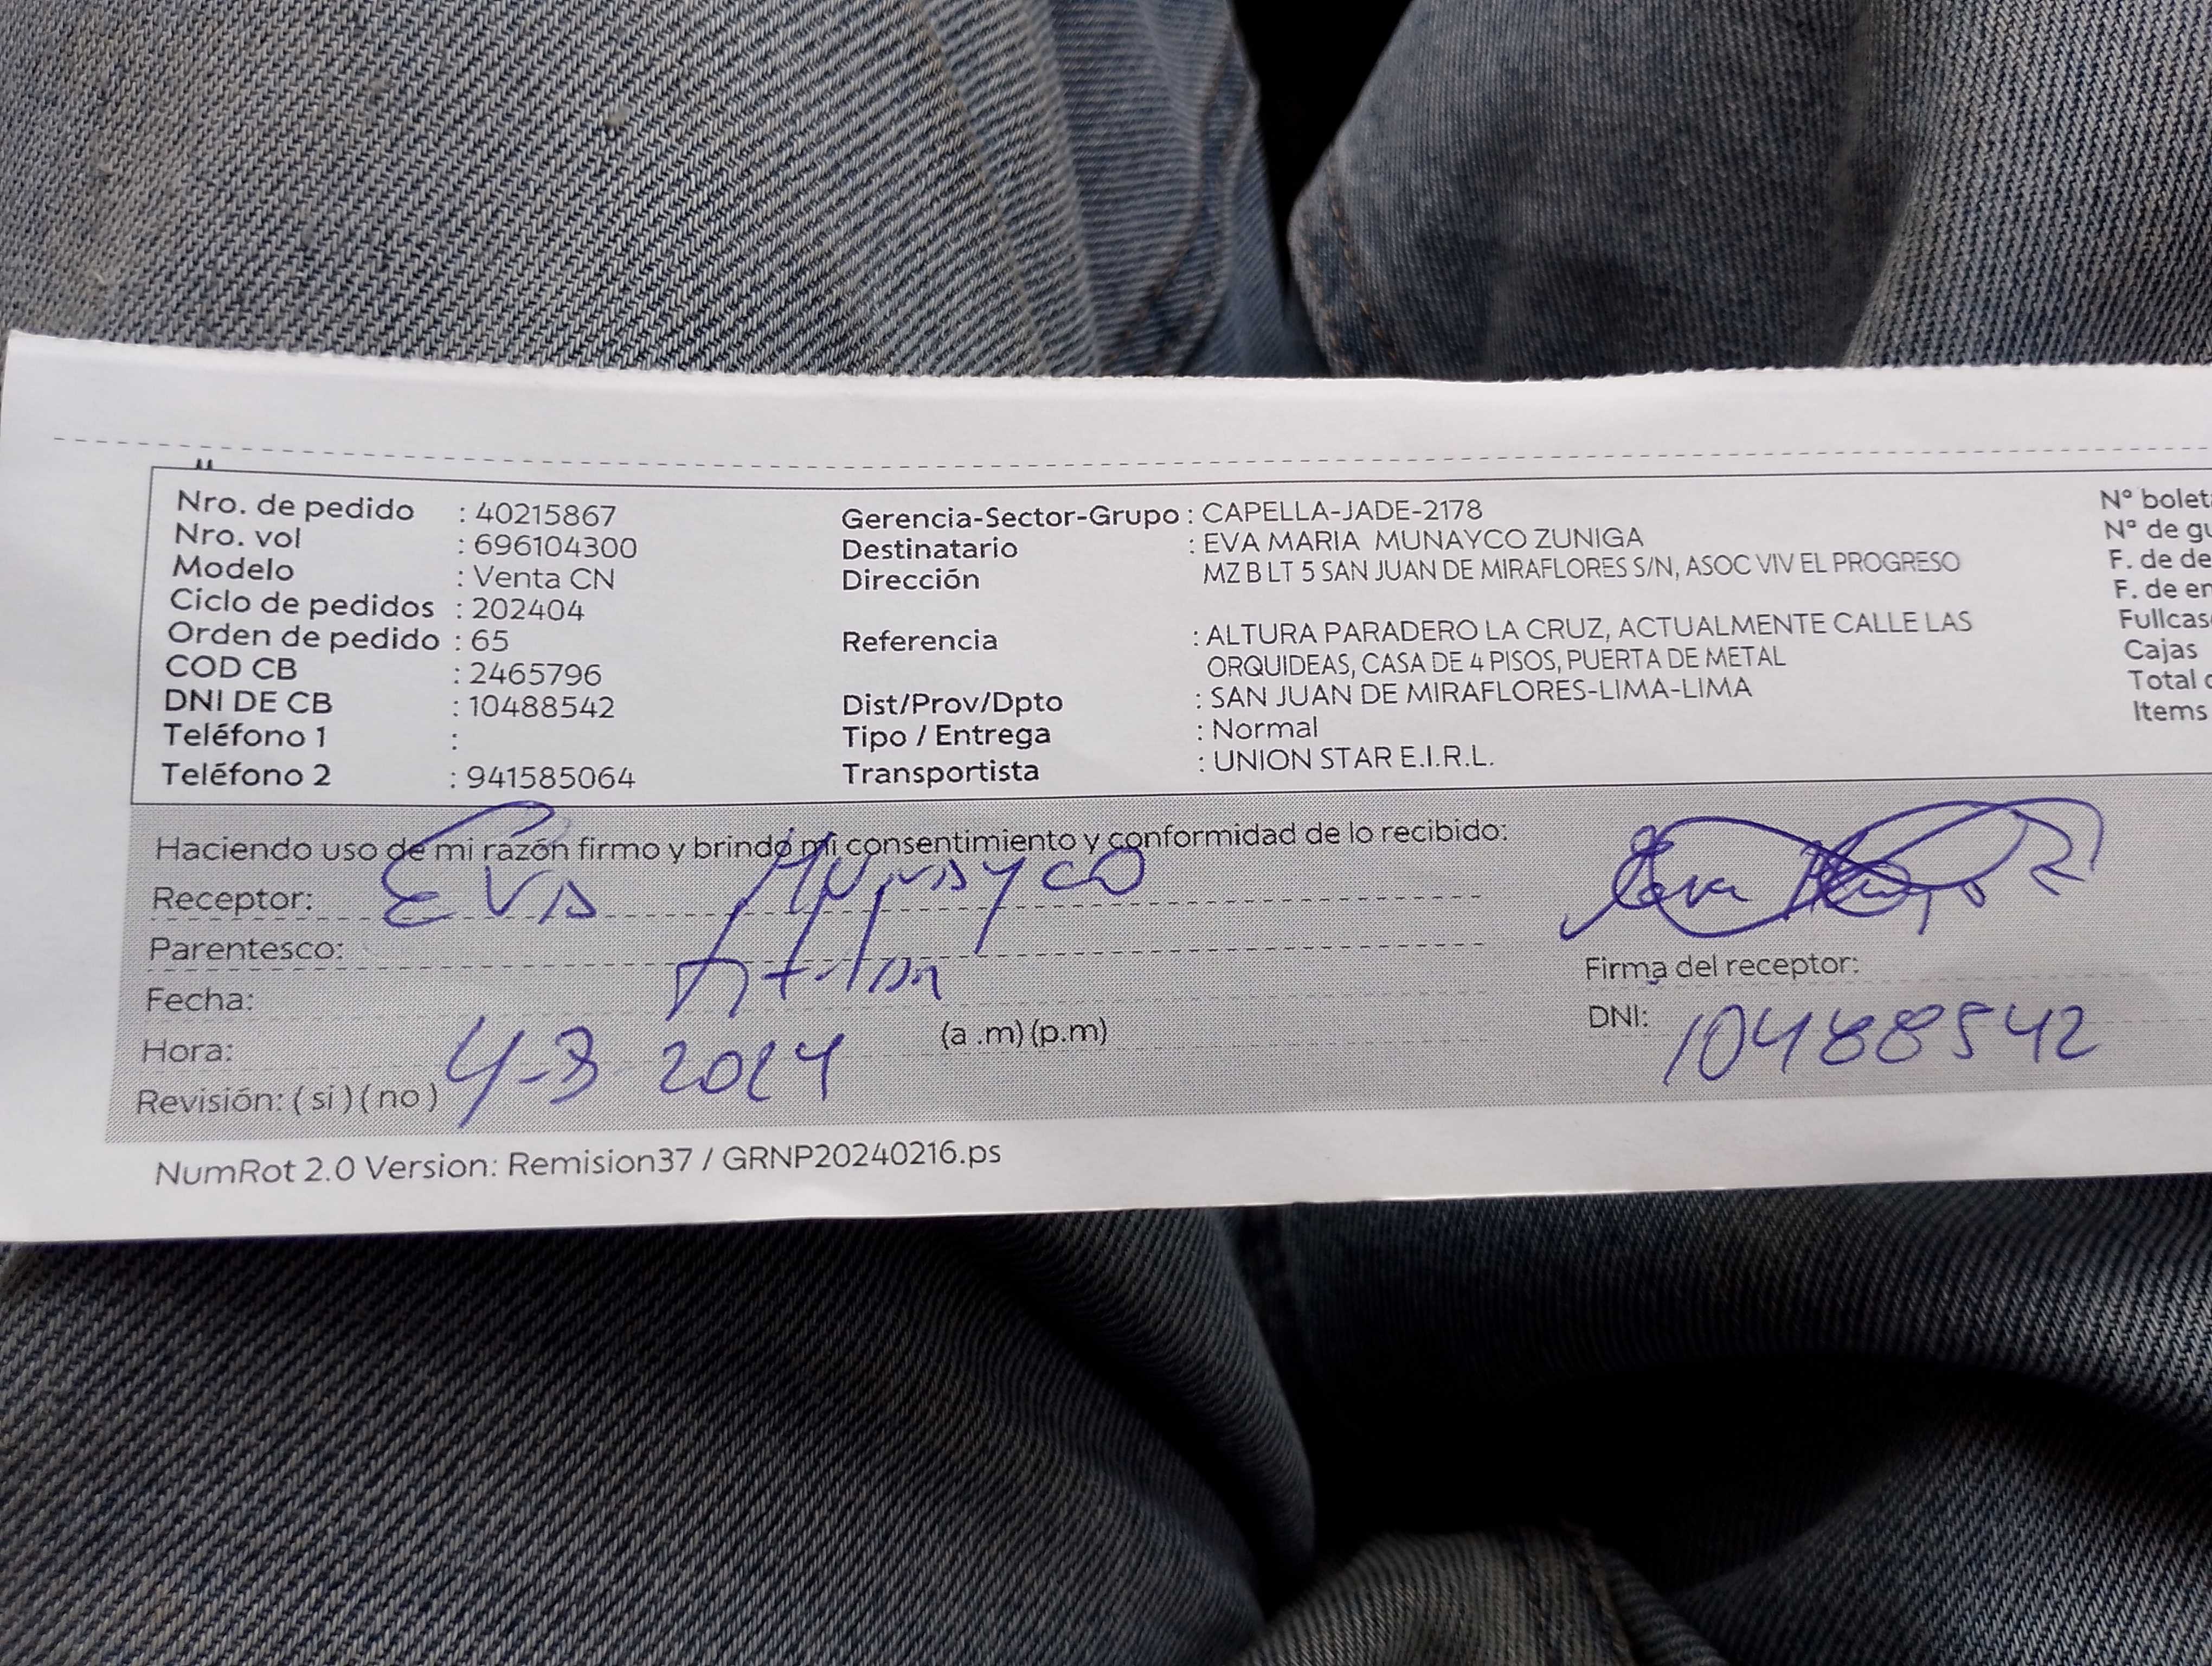 Nro. de pedido : 40215867
Nro. vol : 696104300
Modelo : Venta CN
Ciclo de pedidos : 202404
Orden de pedido : 65
COD CB : 2465796
DNI DE CB : 10488542
Teléfono 1 :
Teléfono 2 : 941585064
Gerencia-Sector-Grupo : CAPELLA-JADE-2178
Destinatario : EVA MARIA MUNAYCO ZUNIGA
Dirección MZ B LT 5 SAN JUAN DE MIRAFLORES S/N, ASOC VIV EL PROGRESO
Referencia : ALTURA PARADERO LA CRUZ, ACTUALMENTE CALLE LAS
ORQUIDEAS, CASA DE 4 PISOS, PUERTA DE METAL
Dist/Prov/Dpto : SAN JUAN DE MIRAFLORES-LIMA-LIMA
Tipo / Entrega : Normal
Transportista : UNION STAR E.I.R.L.
N° bolet
N° de gu
F. de de
F. de en
Fullcas
Cajas
Total
Items
Haciendo uso de mi razón firmo y brindo mi consentimiento y conformidad de lo recibido:
Receptor: Eva Munayco
Parentesco:
Fecha:
Hora: 4-3 2024 (a .m) (p.m)
Revisión: ( si ) ( no )
Firma del receptor:
DNI: 10488542
NumRot 2.0 Version: Remision37 / GRNP20240216.ps